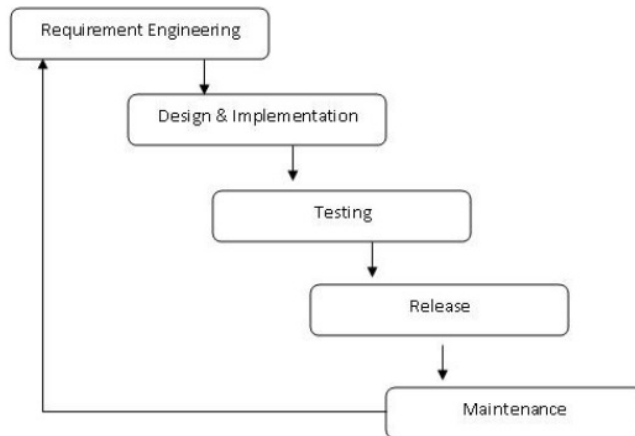 Requirement Engineering
Design & Implementation
Testing
Release
Maintenance